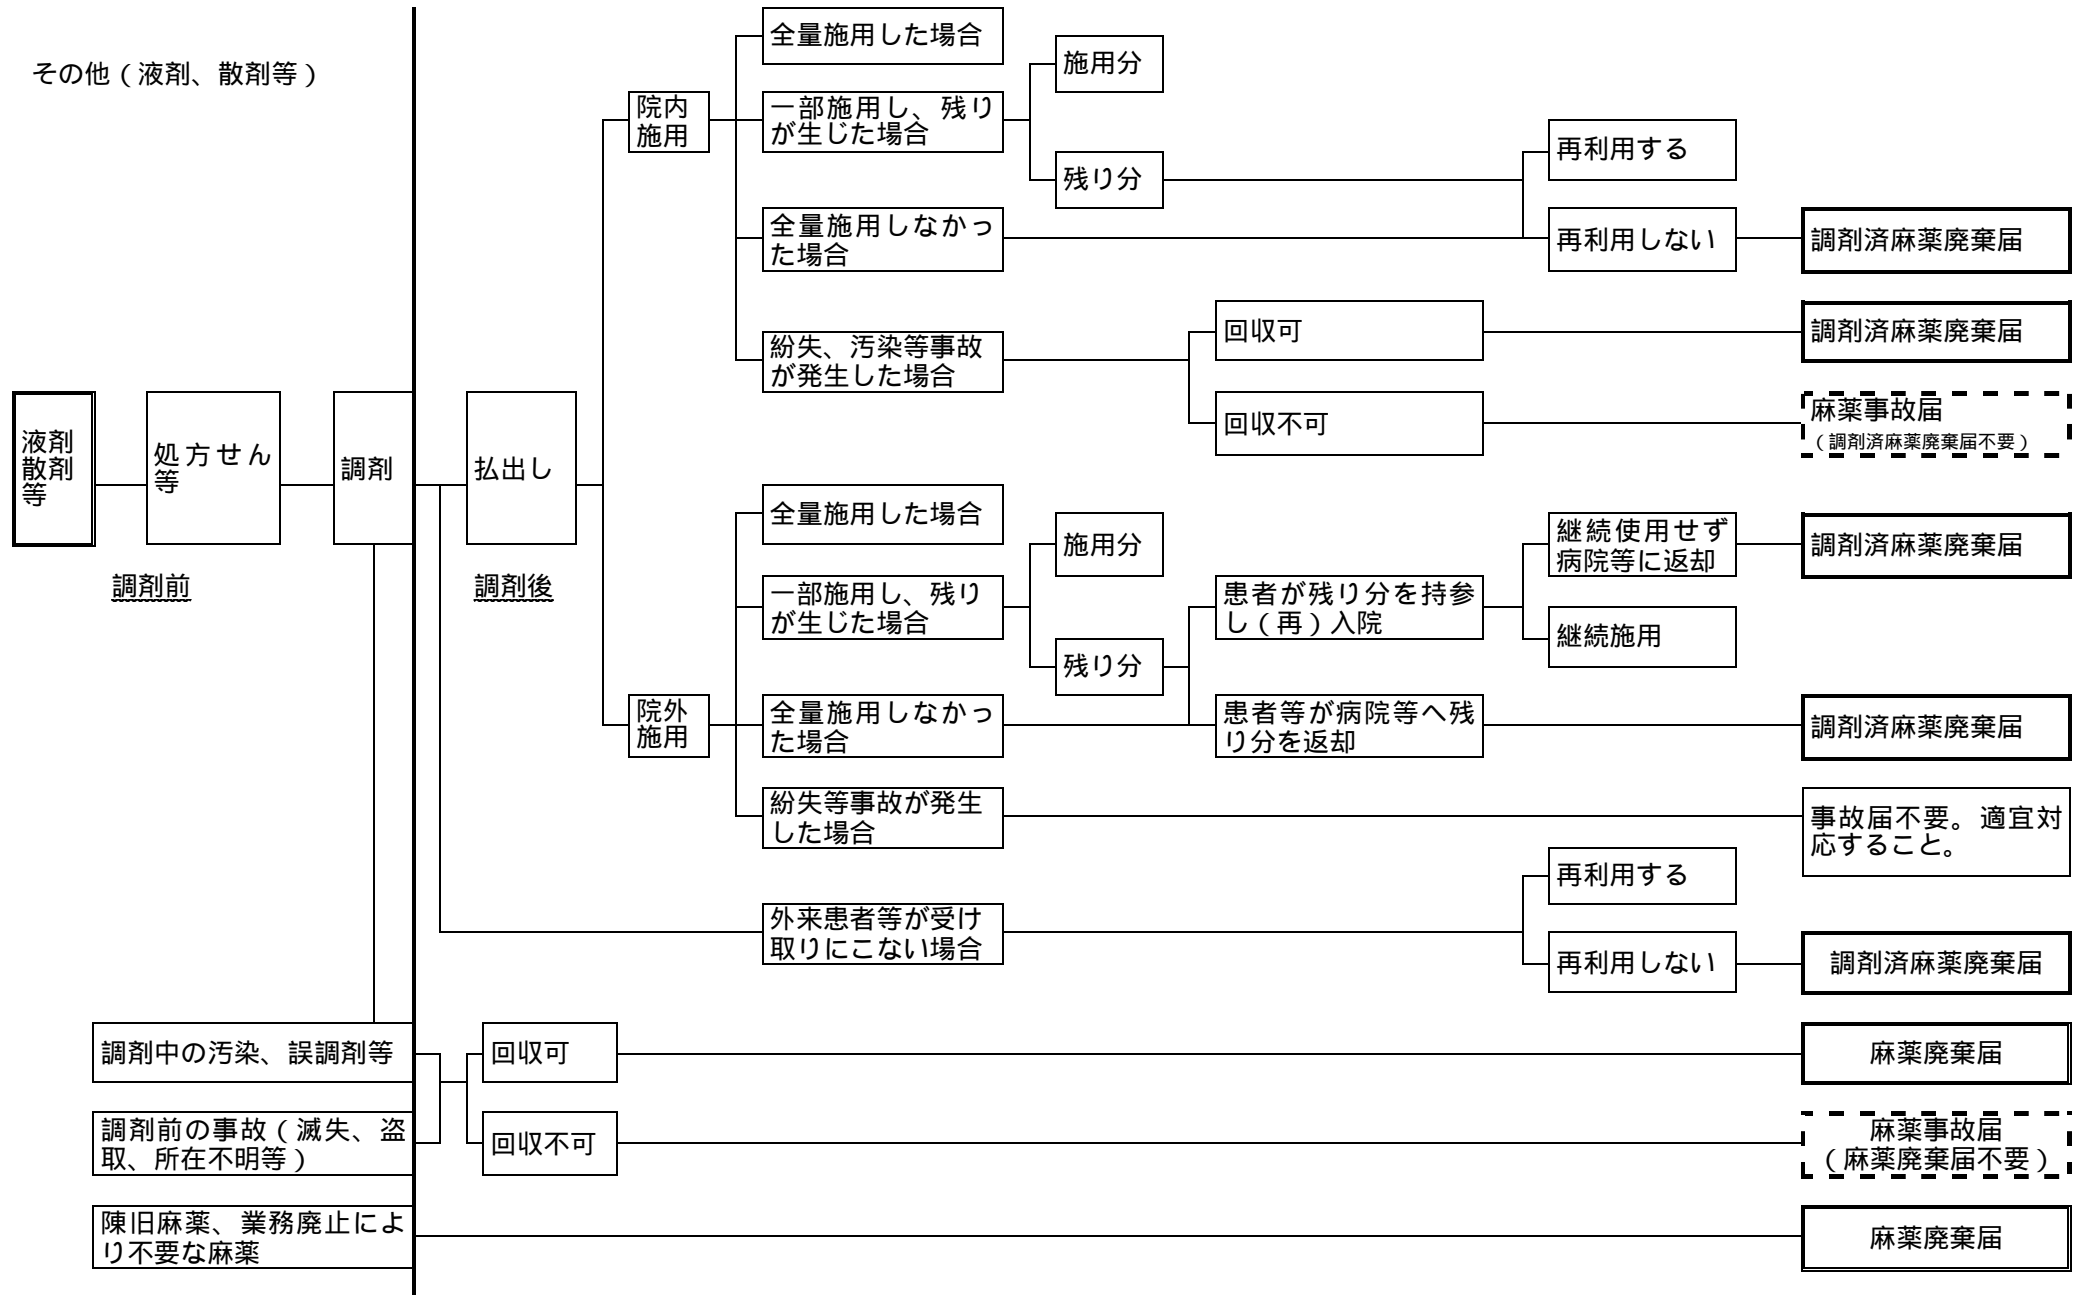 その他（液剤、散剤等）
全量施用した場合
施用分
院内
施用
一部施用し、残り
が生じた場合
再利用する
残り分
全量施用しなかっ
た場合
再利用しない
調剤済麻薬廃棄届
紛失、汚染等事故
が発生した場合
回収可
調剤済麻薬廃棄届
回収不可
麻薬事故届
（調剤済麻薬廃棄届不要）
液剤
散剤
等
処方せん
等
調剤
払出し
調剤前
調剤後
全量施用した場合
施用分
継続使用せず
病院等に返却
調剤済麻薬廃棄届
一部施用し、残り
が生じた場合
患者が残り分を持参
し（再）入院
継続施用
残り分
院外
施用
全量施用しなかっ
た場合
患者等が病院等へ残
り分を返却
調剤済麻薬廃棄届
紛失等事故が発生
した場合
事故届不要。適宜対
応すること。
再利用する
外来患者等が受け
取りにこない場合
再利用しない
調剤済麻薬廃棄届
調剤中の汚染、誤調剤等
回収可
麻薬廃棄届
調剤前の事故（滅失、盗
取、所在不明等）
回収不可
麻薬事故届
（麻薬廃棄届不要）
陳旧麻薬、業務廃止によ
り不要な麻薬
麻薬廃棄届